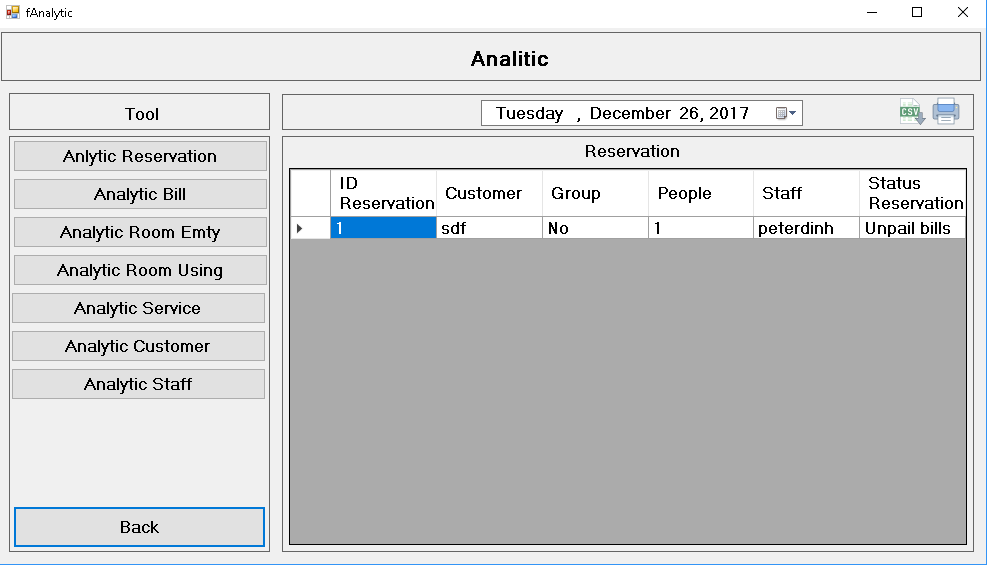 fAnalytic
Analitic
Tool
Tuesday , December 26, 2017
CSV
Anlytic Reservation
Analytic Bill
Analytic Room Emty
Analytic Room Using
Analytic Service
Analytic Customer
Analytic Staff
Back
Reservation
ID Reservation Customer Group People Staff Status Reservation
1 sdf No 1 peterdinh Unpail bills